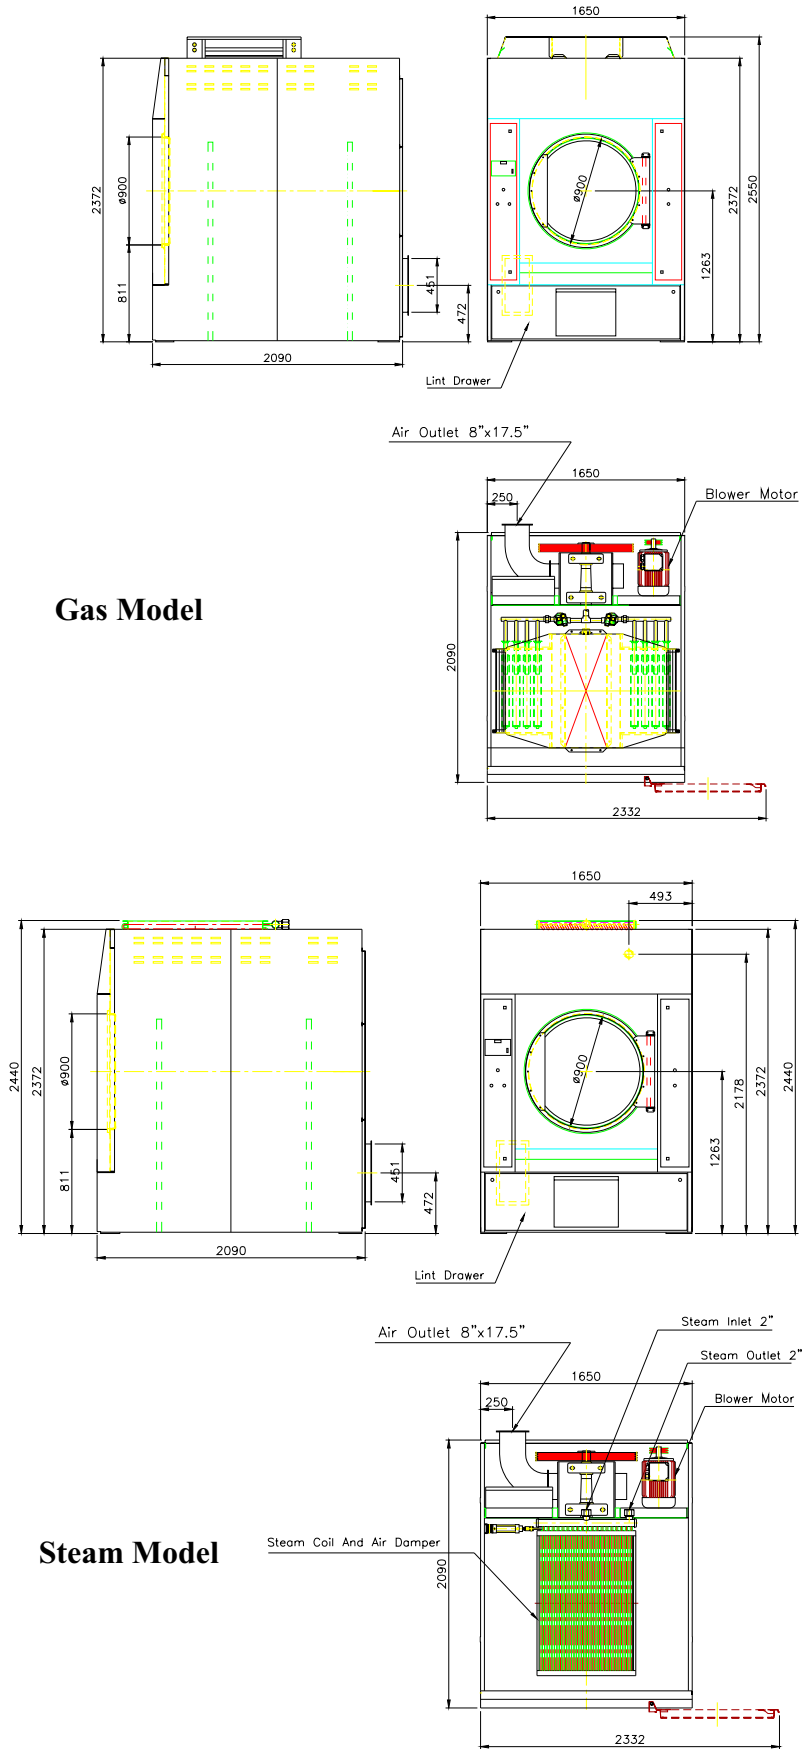 1650
2372
ø900
811
451
472
2090
ø900
1263
2372
2550
Lint Drawer
Air Outlet 8”x17.5”
1650
250
Blower Motor
Gas Model
2090
2332
1650
493
2440
2372
ø900
811
451
472
2090
ø900
1263
2178
2372
2440
Lint Drawer
Steam Inlet 2”
Air Outlet 8”x17.5”
Steam Outlet 2”
1650
250
Blower Motor
Steam Model
Steam Coil And Air Damper
2090
2332